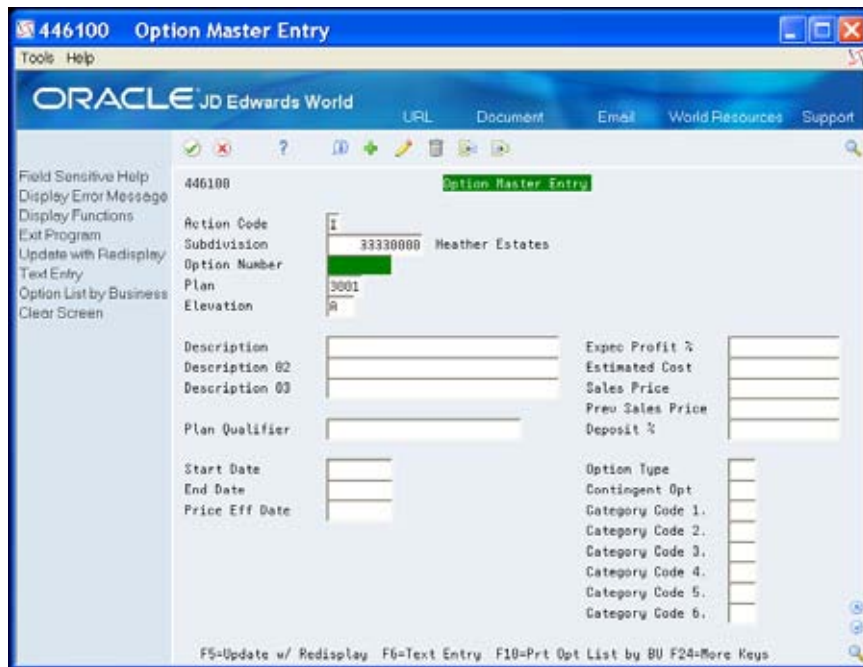 446100 Option Master Entry
Tools Help
ORACLE JD Edwards World
URL Document Email World Resources Support
Field Sensitive Help
Display Error Message
Display Functions
Exit Program
Update with Redisplay
Text Entry
Option List by Business
Clear Screen
446100 Option Master Entry
Action Code I
Subdivision 33330000 Heather Estates
Option Number
Plan 3001
Elevation A
Description Expec Profit %
Description 02 Estimated Cost
Description 03 Sales Price
Prev Sales Price
Plan Qualifier Deposit %
Start Date Option Type
End Date Contingent Opt
Price Eff Date Category Code 1.
Category Code 2.
Category Code 3.
Category Code 4.
Category Code 5.
Category Code 6.
F5=Update w/ Redisplay F6=Text Entry F10=Prt Opt List by BU F24=More Keys